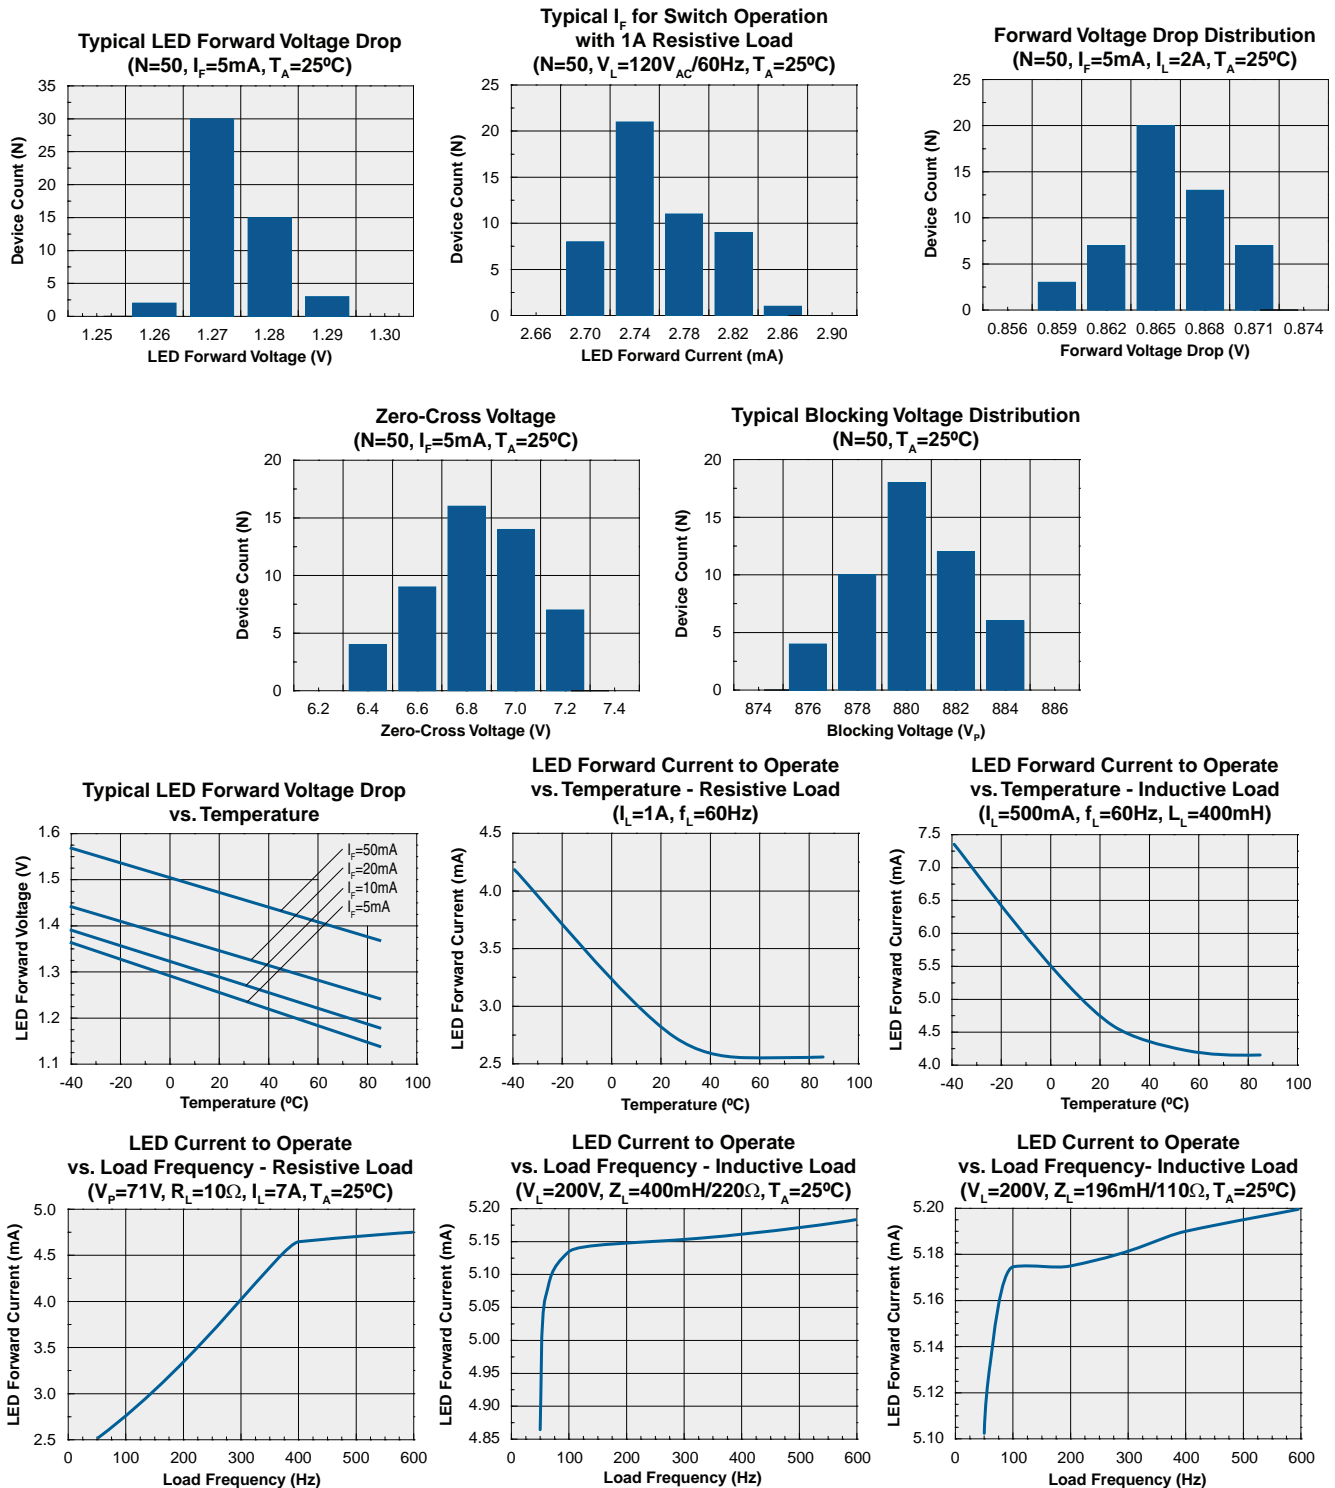 Typical LED Forward Voltage Drop
(N=50, IF=5mA, TA=25ºC)
Device Count (N)
35
30
25
20
15
10
5
0
1.25 1.26 1.27 1.28 1.29 1.30
LED Forward Voltage (V)
Typical IF for Switch Operation
with 1A Resistive Load
(N=50, VL=120VAC/60Hz, TA=25ºC)
Device Count (N)
25
20
15
10
5
0
2.66 2.70 2.74 2.78 2.82 2.86 2.90
LED Forward Current (mA)
Forward Voltage Drop Distribution
(N=50, IF=5mA, IL=2A, TA=25ºC)
Device Count (N)
25
20
15
10
5
0
0.856 0.859 0.862 0.865 0.868 0.871 0.874
Forward Voltage Drop (V)
Zero-Cross Voltage
(N=50, IF=5mA, TA=25ºC)
Device Count (N)
20
15
10
5
0
6.2 6.4 6.6 6.8 7.0 7.2 7.4
Zero-Cross Voltage (V)
Typical Blocking Voltage Distribution
(N=50, TA=25ºC)
Device Count (N)
20
15
10
5
0
874 876 878 880 882 884 886
Blocking Voltage (VP)
Typical LED Forward Voltage Drop
vs. Temperature
LED Forward Voltage (V)
1.6
1.5
1.4
1.3
1.2
1.1
IF=50mA
IF=20mA
IF=10mA
IF=5mA
-40 -20 0 20 40 60 80 100
Temperature (ºC)
LED Forward Current to Operate
vs. Temperature - Resistive Load
(IL=1A, fL=60Hz)
LED Forward Current (mA)
4.5
4.0
3.5
3.0
2.5
-40 -20 0 20 40 60 80 100
Temperature (ºC)
LED Forward Current to Operate
vs. Temperature - Inductive Load
(IL=500mA, fL=60Hz, LL=400mH)
LED Forward Current (mA)
7.5
7.0
6.5
6.0
5.5
5.0
4.5
4.0
-40 -20 0 20 40 60 80 100
Temperature (ºC)
LED Current to Operate
vs. Load Frequency - Resistive Load
(VP=71V, RL=10Ω, IL=7A, TA=25ºC)
LED Forward Current (mA)
5.0
4.5
4.0
3.5
3.0
2.5
0 100 200 300 400 500 600
Load Frequency (Hz)
LED Current to Operate
vs. Load Frequency - Inductive Load
(VL=200V, ZL=400mH/220Ω, TA=25ºC)
LED Forward Current (mA)
5.20
5.15
5.10
5.05
5.00
4.95
4.90
4.85
0 100 200 300 400 500 600
Load Frequency (Hz)
LED Current to Operate
vs. Load Frequency- Inductive Load
(VL=200V, ZL=196mH/110Ω, TA=25ºC)
LED Forward Current (mA)
5.20
5.18
5.16
5.14
5.12
5.10
0 100 200 300 400 500 600
Load Frequency (Hz)